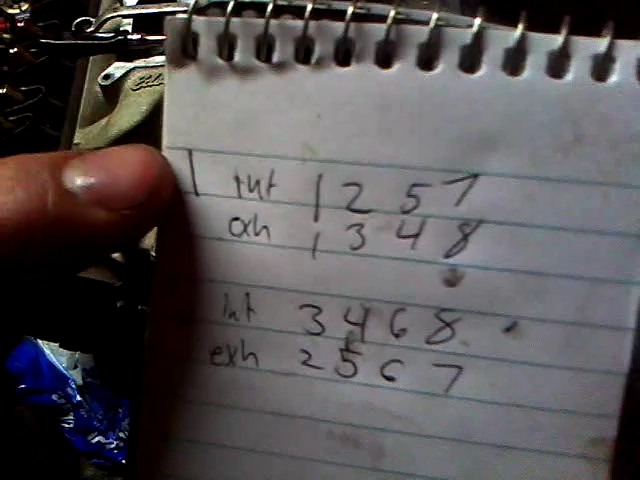 1 int 1 2 5 7
exh 1 3 4 8
int 3 4 6 8
exh 2 5 6 7